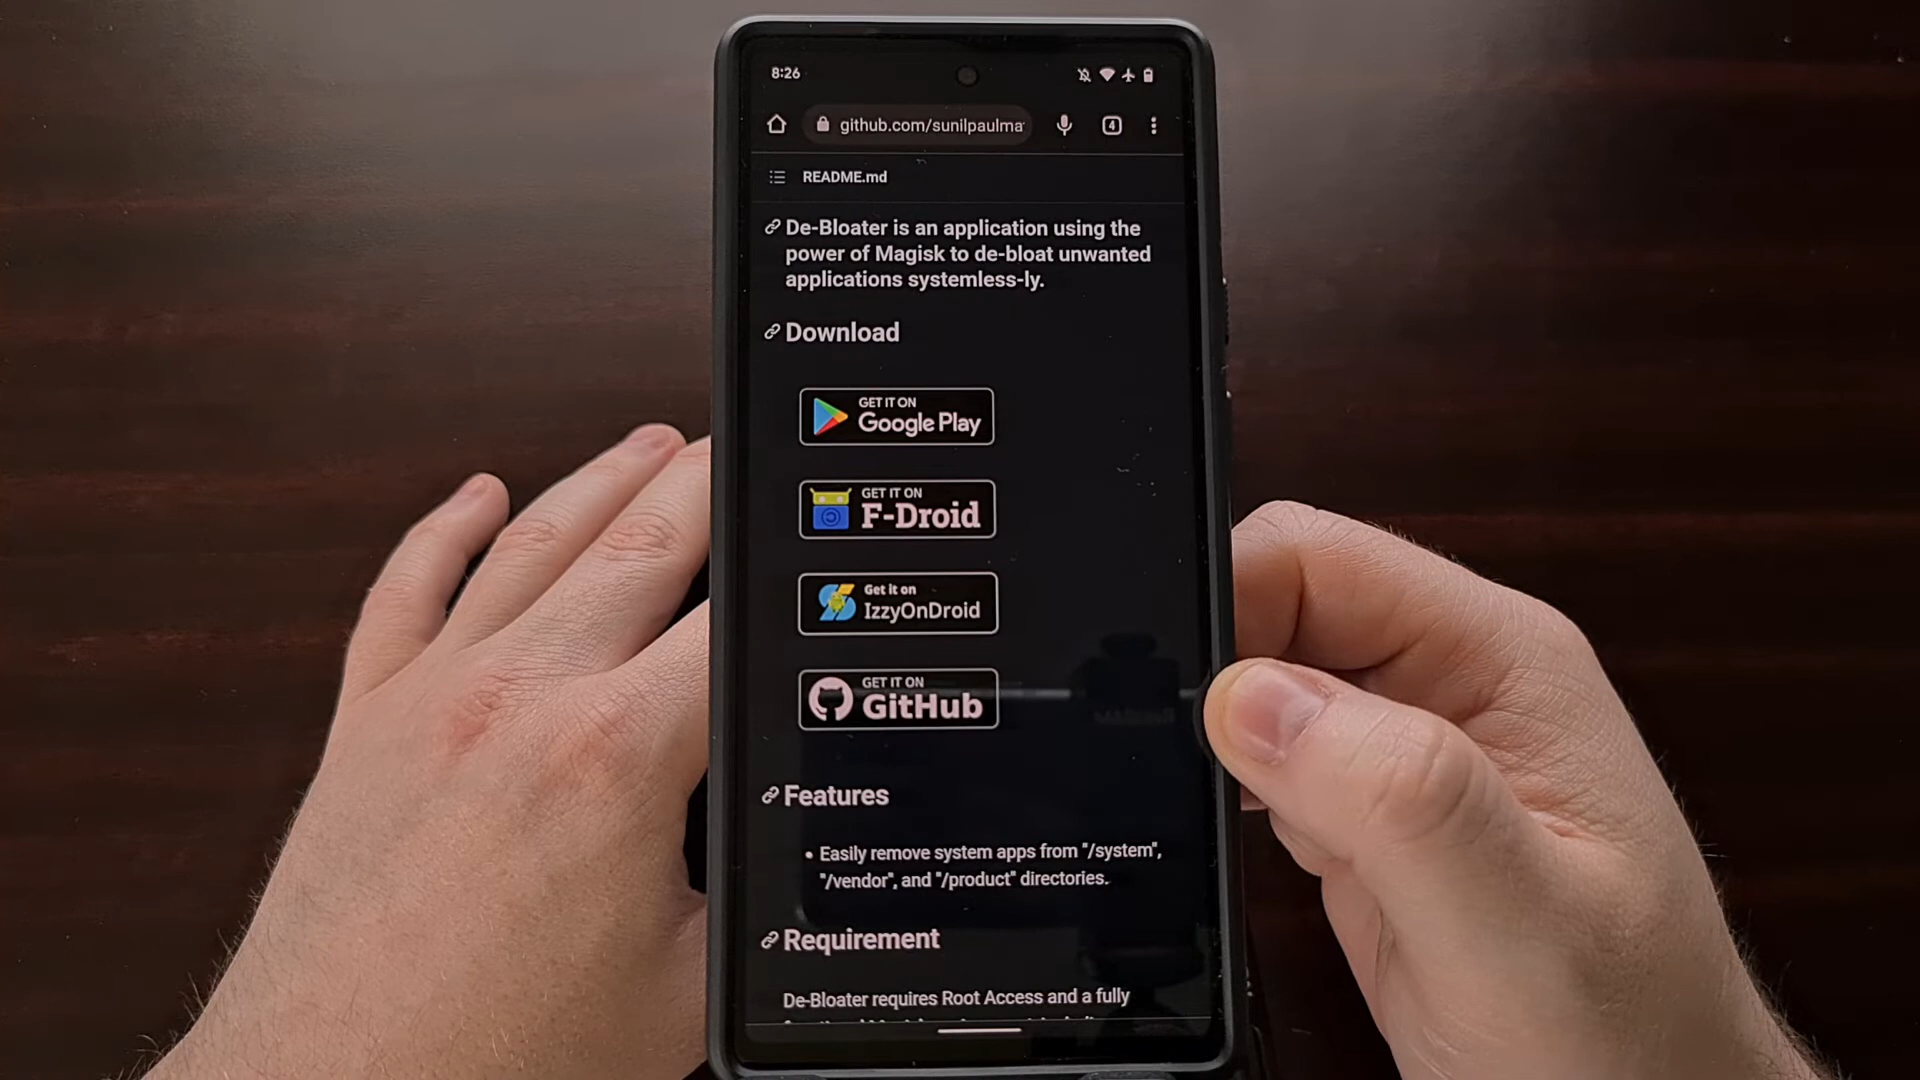 8:26
github.com/sunilpaulma
4
README.md
De-Bloater is an application using the
power of Magisk to de-bloat unwanted
applications systemless-ly.
Download
GET IT ON
Google Play
GET IT ON
F-Droid
Get it on
IzzyOnDroid
GET IT ON
GitHub
Features
• Easily remove system apps from "/system",
"/vendor", and "/product" directories.
Requirement
De-Bloater requires Root Access and a fully